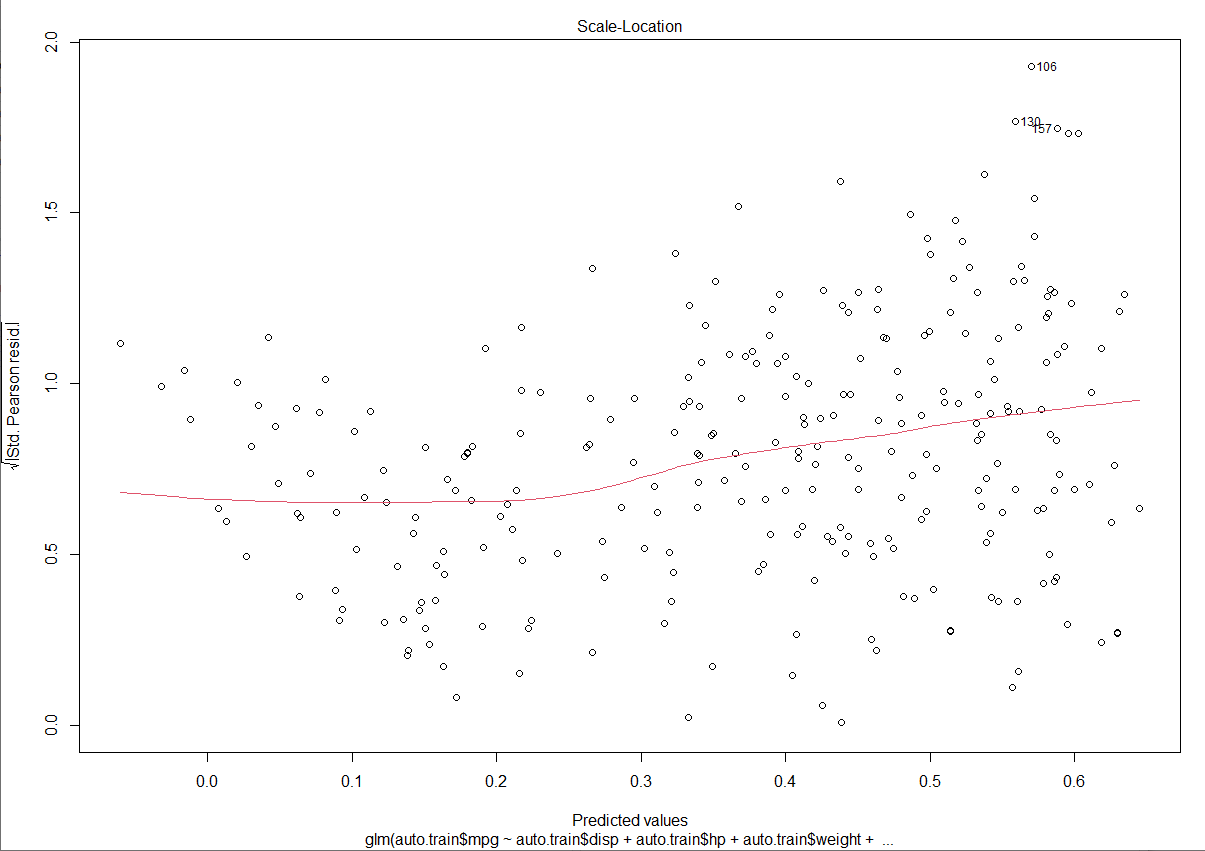 Scale-Location
106
130
157
2.0
1.5
1.0
0.5
0.0
√|Std. Pearson resid.|
0.0 0.1 0.2 0.3 0.4 0.5 0.6
Predicted values
glm(auto.train$mpg ~ auto.train$disp + auto.train$hp + auto.train$weight + ...